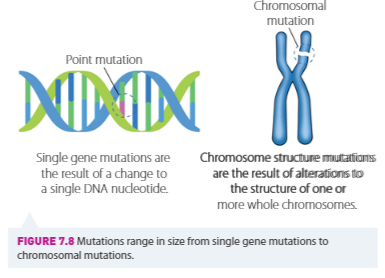 Chromosomal
mutation
Point mutation
Single gene mutations are
the result of a change to
a single DNA nucleotide.
Chromosome structure mutations
are the result of alterations to
the structure of one or
more whole chromosomes.
FIGURE 7.8 Mutations range in size from single gene mutations to
chromosomal mutations.